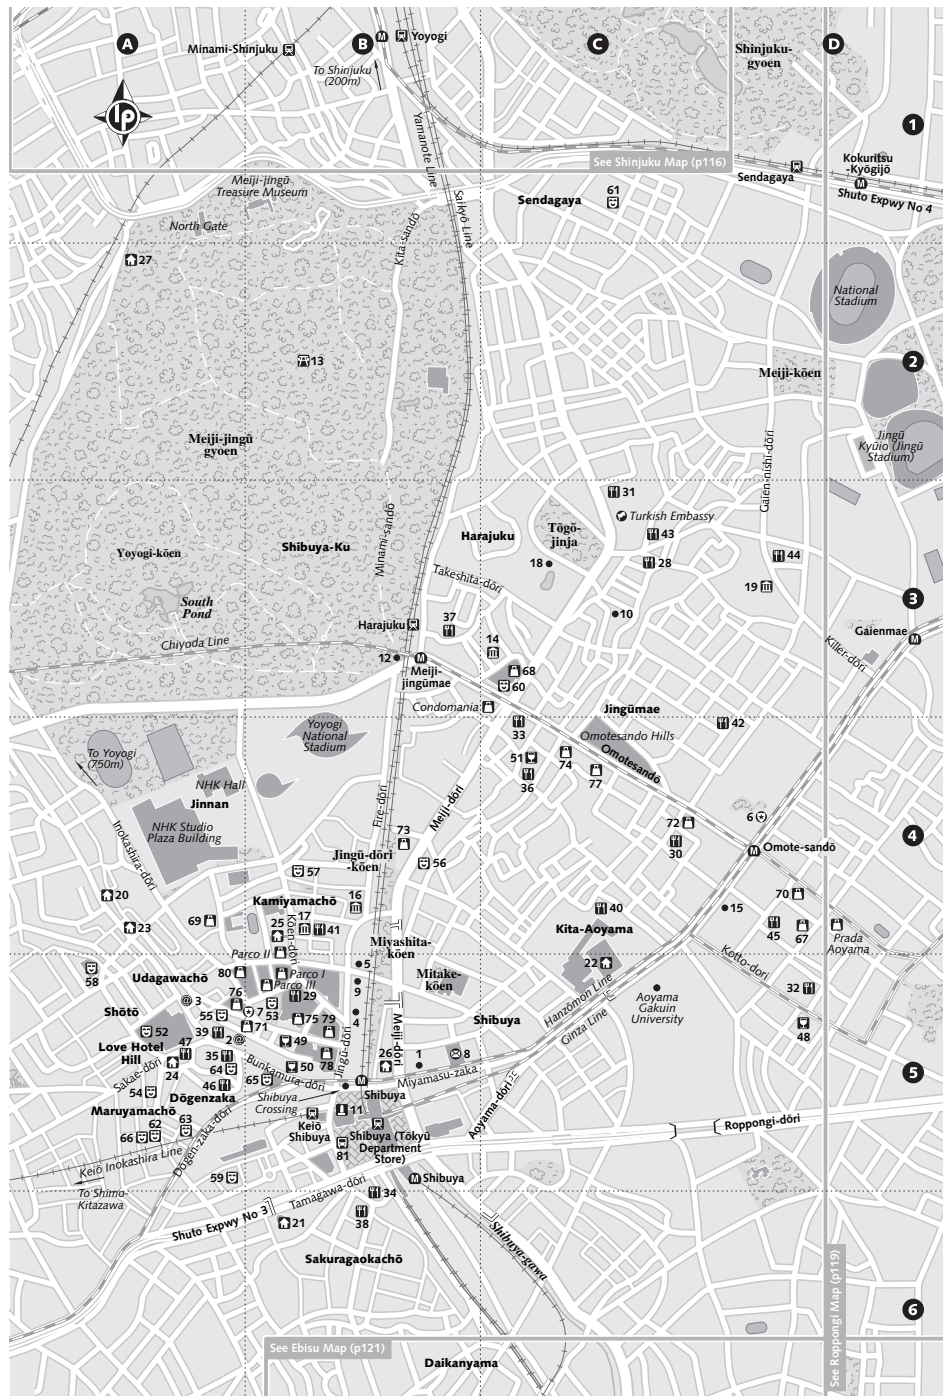 A
B
C
D
Minami-Shinjuku
M
Yoyogi
To Shinjuku
(200m)
Shinjuku-
gyoen
lp
1
Yamanote Line
See Shinjuku Map (p116)
Sendagaya
Kokuritsu
-Kyōgijō
M
Shuto Expwy No 4
Meiji-jingū
Treasure Museum
Saikyō Line
Sendagaya
61
North Gate
Kita-sandō
27
National
Stadium
13
2
Meiji-kōen
Meiji-jingū
gyoen
Jingū
Kyūjo (Jingū
Stadium)
Gaien-nishi-dōri
31
Turkish Embassy
Minami-sandō
Harajuku
Tōgō-
jinja
43
Yoyogi-kōen
Shibuya-Ku
18
28
44
Takeshita-dōri
19
South
Pond
3
10
Harajuku
37
Gaienmae
M
Chiyoda Line
14
Killer-dōri
12
M
Meiji-
jingūmae
68
60
Condomania
Jingūmae
33
42
Yoyogi
National
Stadium
Omotesando Hills
To Yoyogi
(750m)
51
74
Omotesandō
36
77
NHK Hall
Jinnan
Fire-dōri
Meiji-dōri
6
NHK Studio
Plaza Building
Inokashira-dōri
73
72
4
30
M
Omote-sandō
Jingū-dōri
-kōen
56
57
20
Kamiyamachō
16
70
69
17
40
15
23
25
41
Kōen-dōri
Kita-Aoyama
45
67
Prada
Aoyama
Miyashita-
kōen
Parco II
Kotto-dori
58
Udagawachō
80
Parco I
5
Mitake-
kōen
22
Parco III
3
76
29
9
Hanzōmon Line
32
Shōtō
55
7
53
75
79
4
Aoyama
Gakuin
University
52
71
Shibuya
Ginza Line
39
2
49
Jingū-dōri
Meiji-dōri
48
Love Hotel
Hill
47
35
78
26
1
8
24
64
50
Sakae-dōri
Bunkamura-dōri
Miyamasu-zaka
5
46
65
M
54
Dōgenzaka
Shibuya
Shibuya
Crossing
Aoyama-dōri
Maruyamachō
11
63
Keiō
Shibuya
Roppongi-dōri
66
62
Shibuya (Tōkyū
Department
Store)
Dōgen-zaka-dōri
81
Keiō Inokashira Line
59
M
Shibuya
To Shimo-
Kitazawa
Tamagawa-dōri
34
Shuto Expwy No 3
21
38
Shibuya-gawa
Sakuragaokachō
See Roppongi Map (p119)
6
See Ebisu Map (p121)
Daikanyama